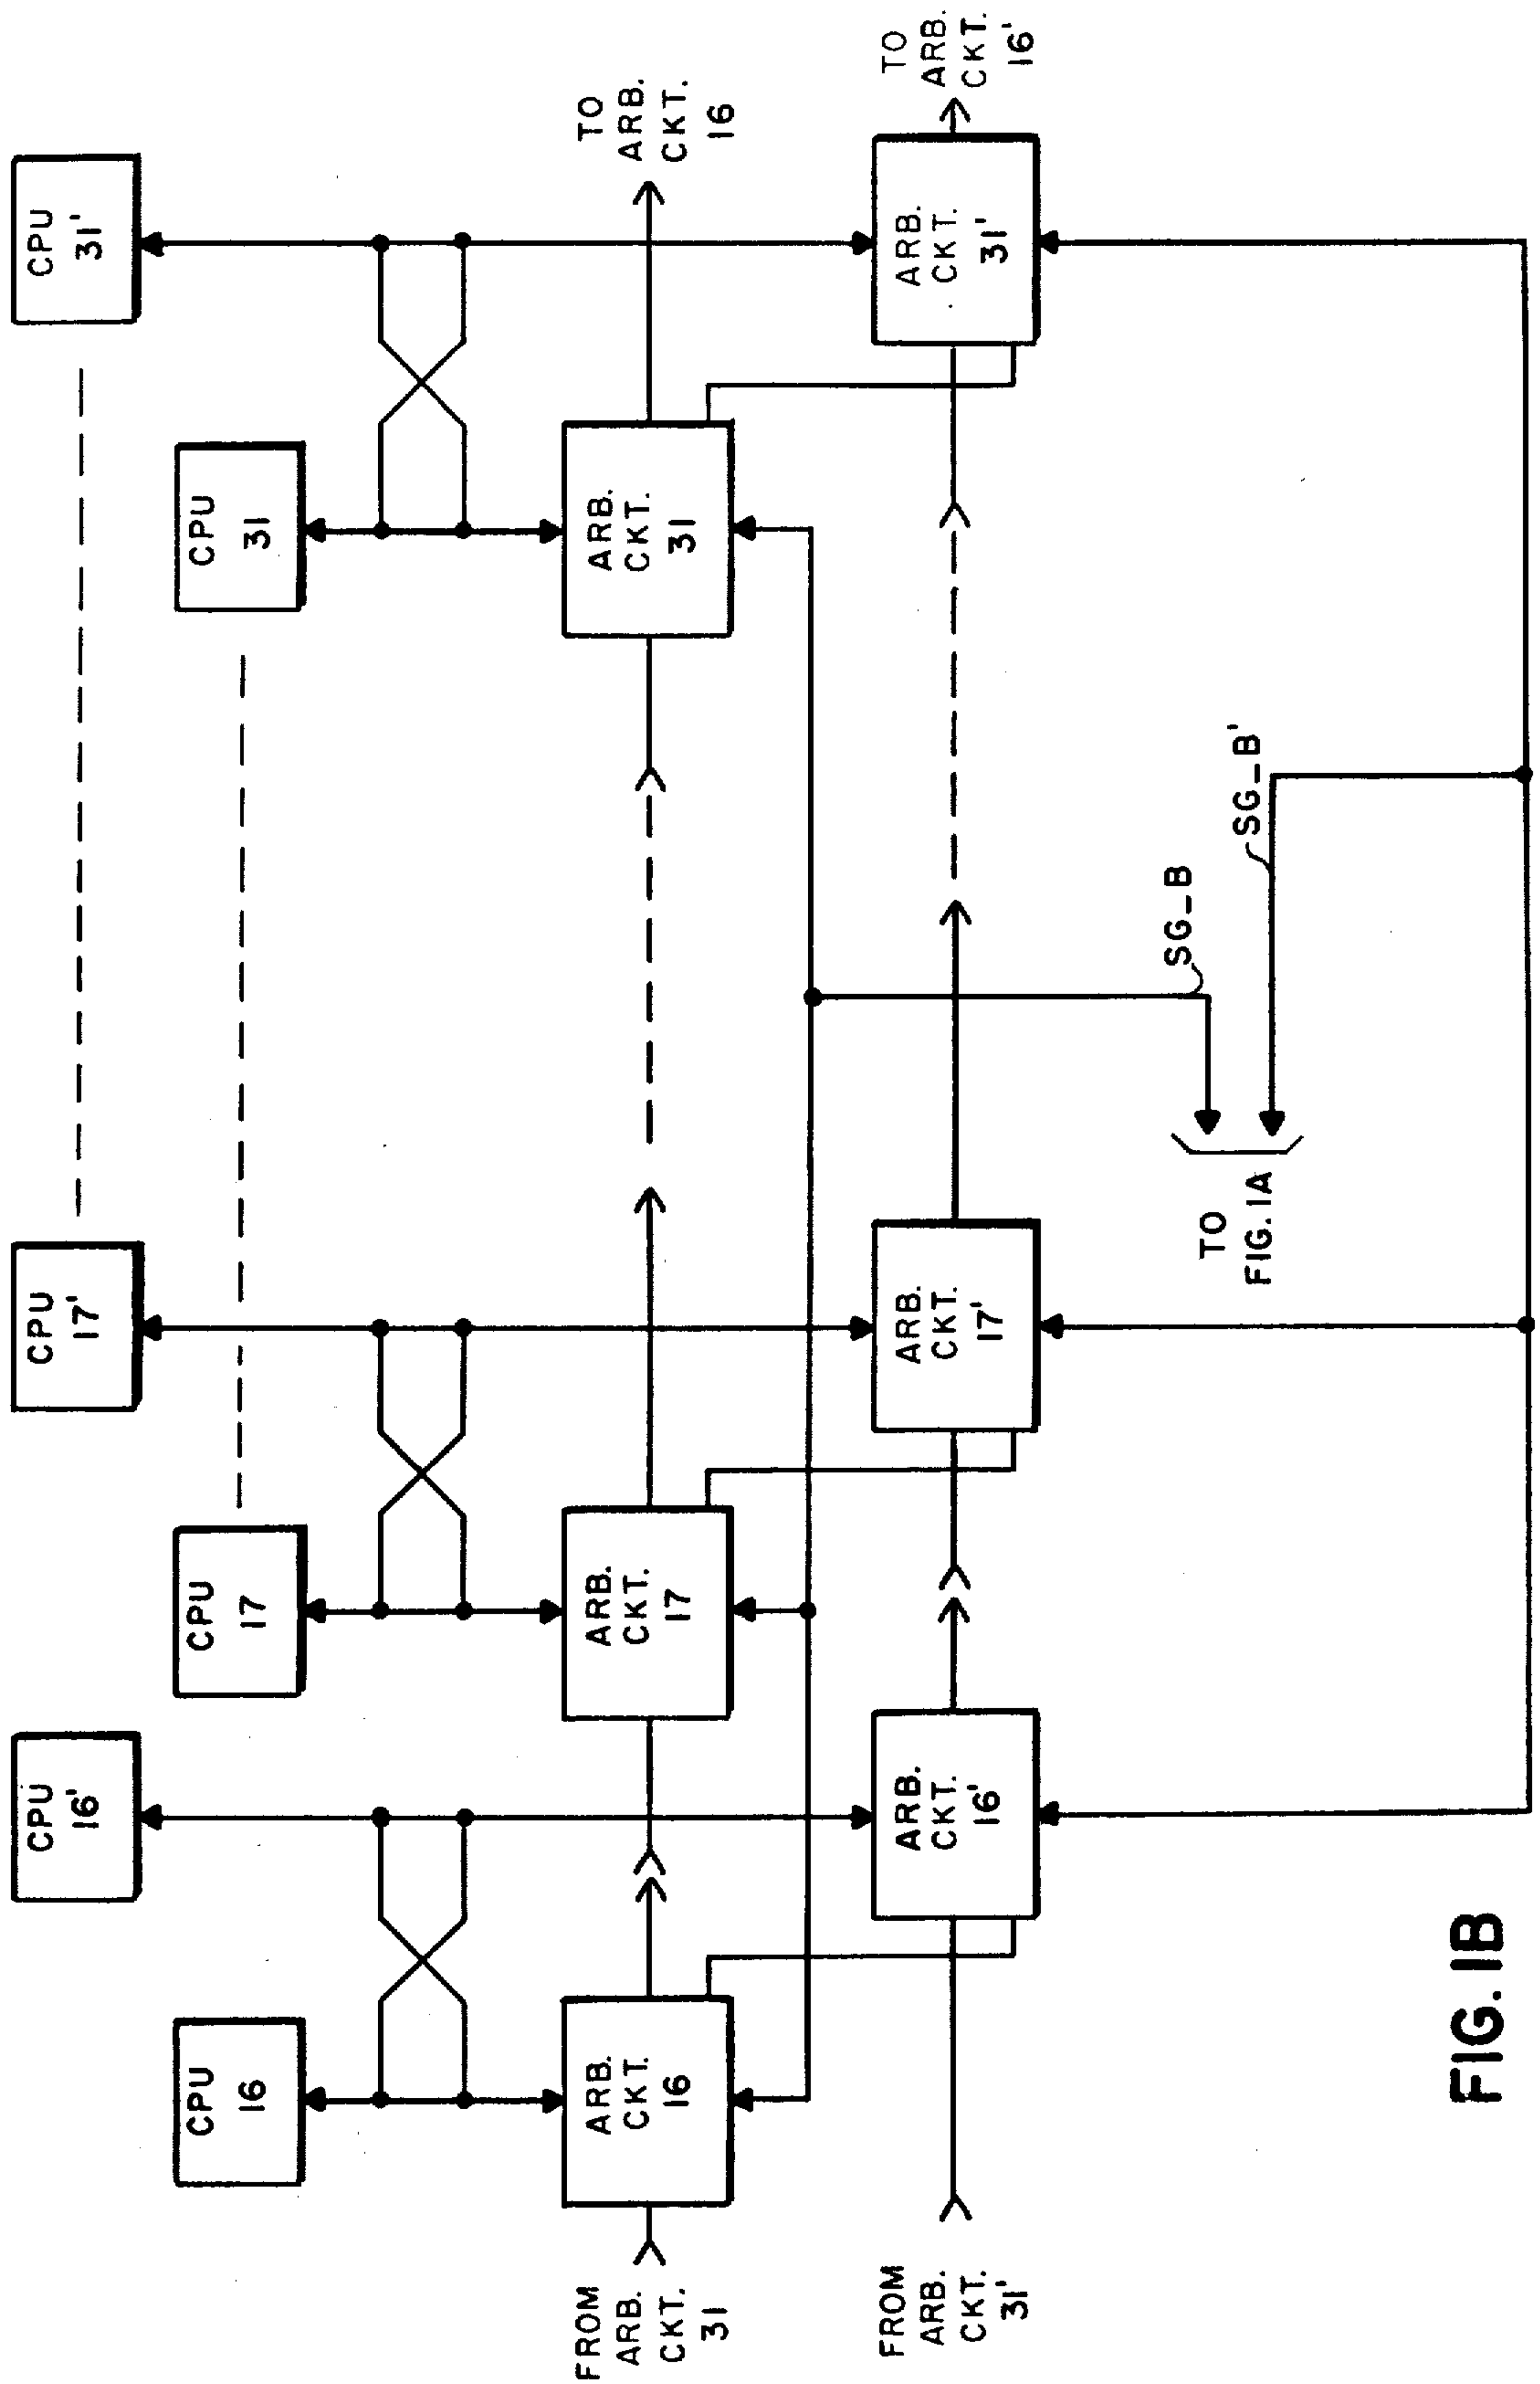 CPU
16'
CPU
17'
CPU
31'
CPU
16
CPU
17
CPU
31
FROM
ARB.
CKT.
31
ARB.
CKT.
16
ARB.
CKT.
17
ARB.
CKT.
31
TO
ARB.
CKT.
16
FROM
ARB.
CKT.
31'
ARB.
CKT.
16'
ARB.
CKT.
17'
ARB.
CKT.
31'
TO
ARB.
CKT.
16'
SG_B
SG_B'
TO
FIG. 1A
FIG. 1B